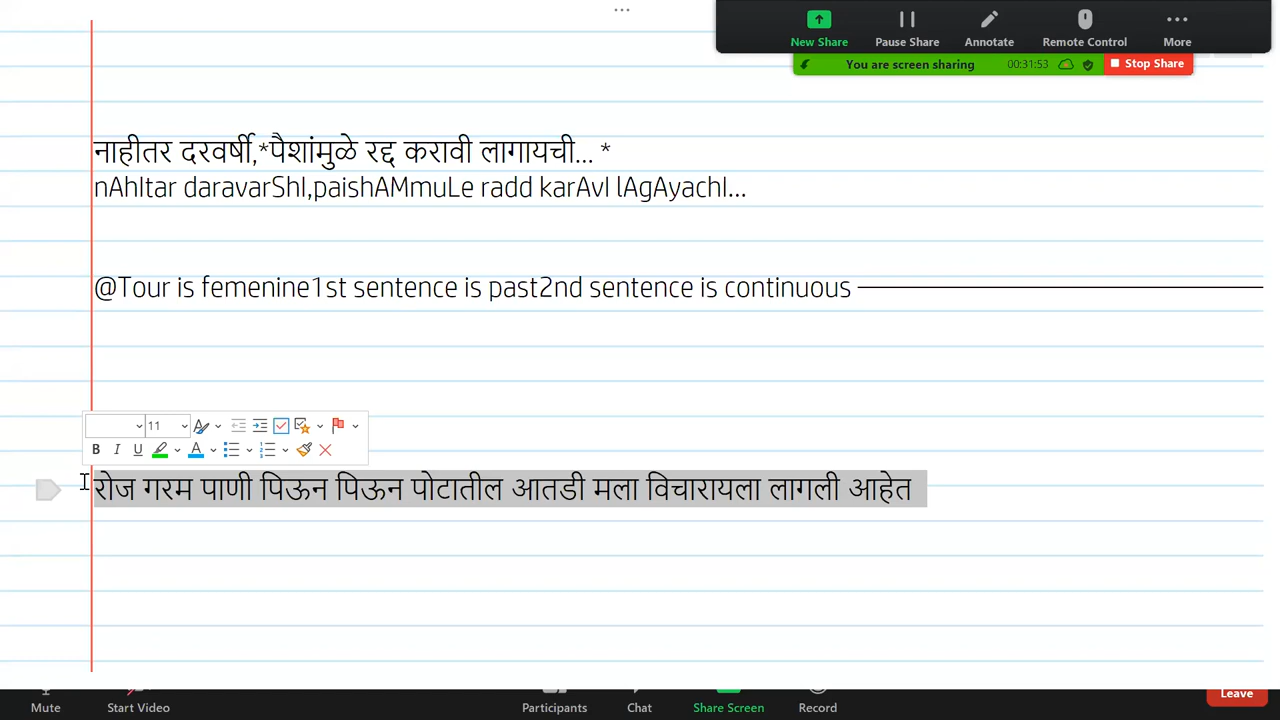 ...
New Share
Pause Share
Annotate
Remote Control
More
You are screen sharing
00:31:53
Stop Share
नाहीतर दरवर्षी,*पैशांमुळे रद्द करावी लागायची... *
nAhItar daravarShI,paishAMmuLe radd karAvI lAgAyachI...
@Tour is femenine1st sentence is past2nd sentence is continuous
11
B I U A
रोज गरम पाणी पिऊन पिऊन पोटातील आतडी मला विचारायला लागली आहेत
Mute
Start Video
Participants
Chat
Share Screen
Record
Leave